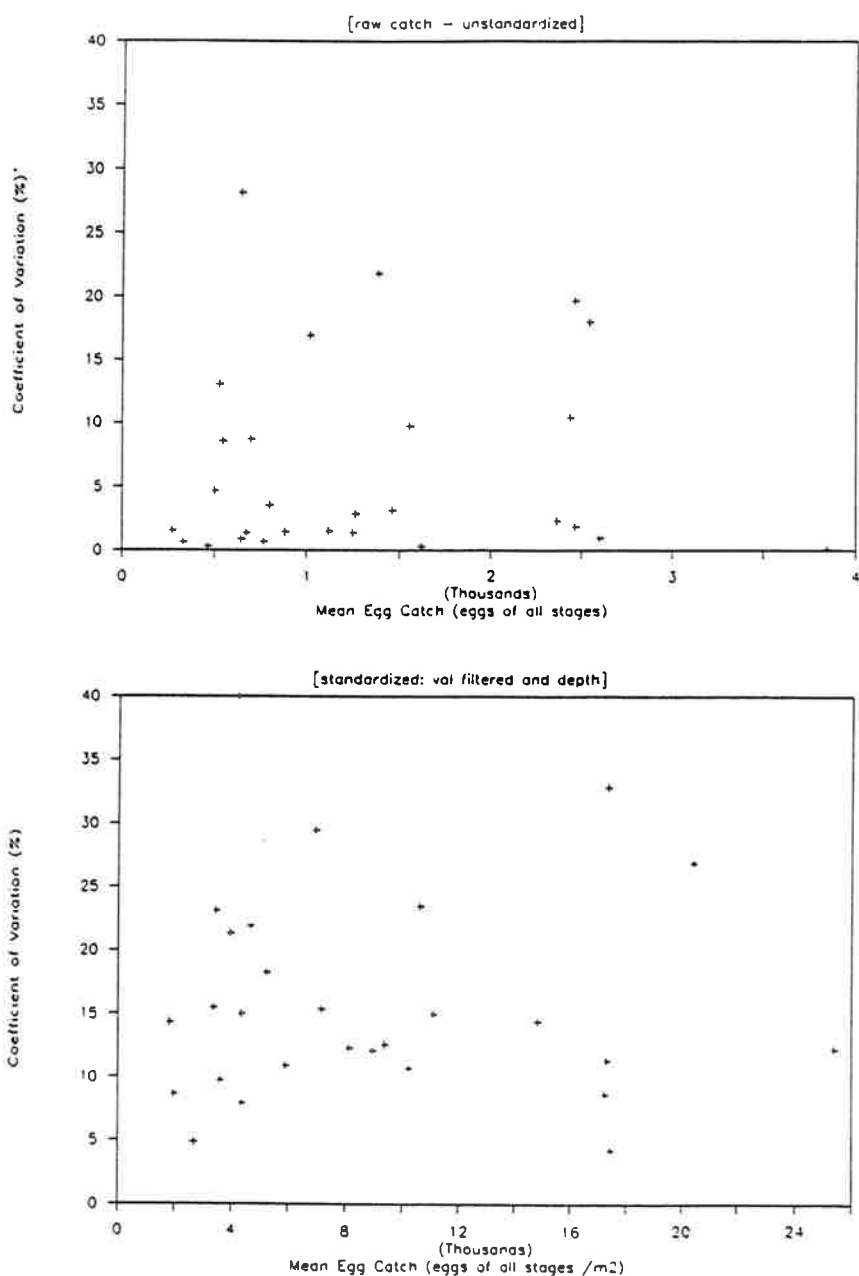 [raw catch - unstandardized]
40
35
30
25
20
15
10
5
0
Coefficient of Variation (%)*
0 1 2 3 4
(Thousands)
Mean Egg Catch (eggs of all stages)
[standardized: vol filtered and depth]
40
35
30
25
20
15
10
5
0
Coefficient of Variation (%)
0 4 8 12 16 20 24
(Thousands)
Mean Egg Catch (eggs of all stages /m2)